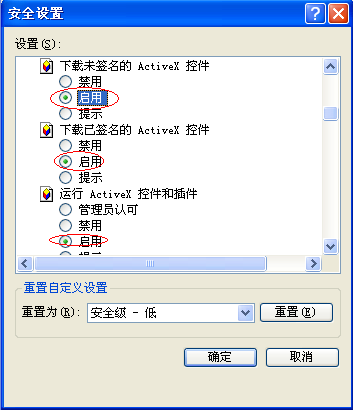 安全设置
设置(S):
下载未签名的 ActiveX 控件
禁用
启用
提示
下载已签名的 ActiveX 控件
禁用
启用
提示
运行 ActiveX 控件和插件
管理员认可
禁用
启用
提示
重置自定义设置
重置为(R): 安全级 - 低 重置(E)
确定 取消